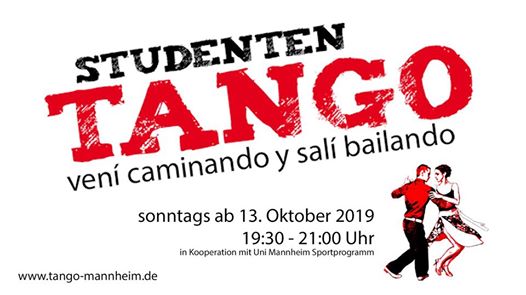 STUDENTEN
TANGO
vení caminando y salí bailando
sonntags ab 13. Oktober 2019
19:30 - 21:00 Uhr
in Kooperation mit Uni Mannheim Sportprogramm
www.tango-mannheim.de